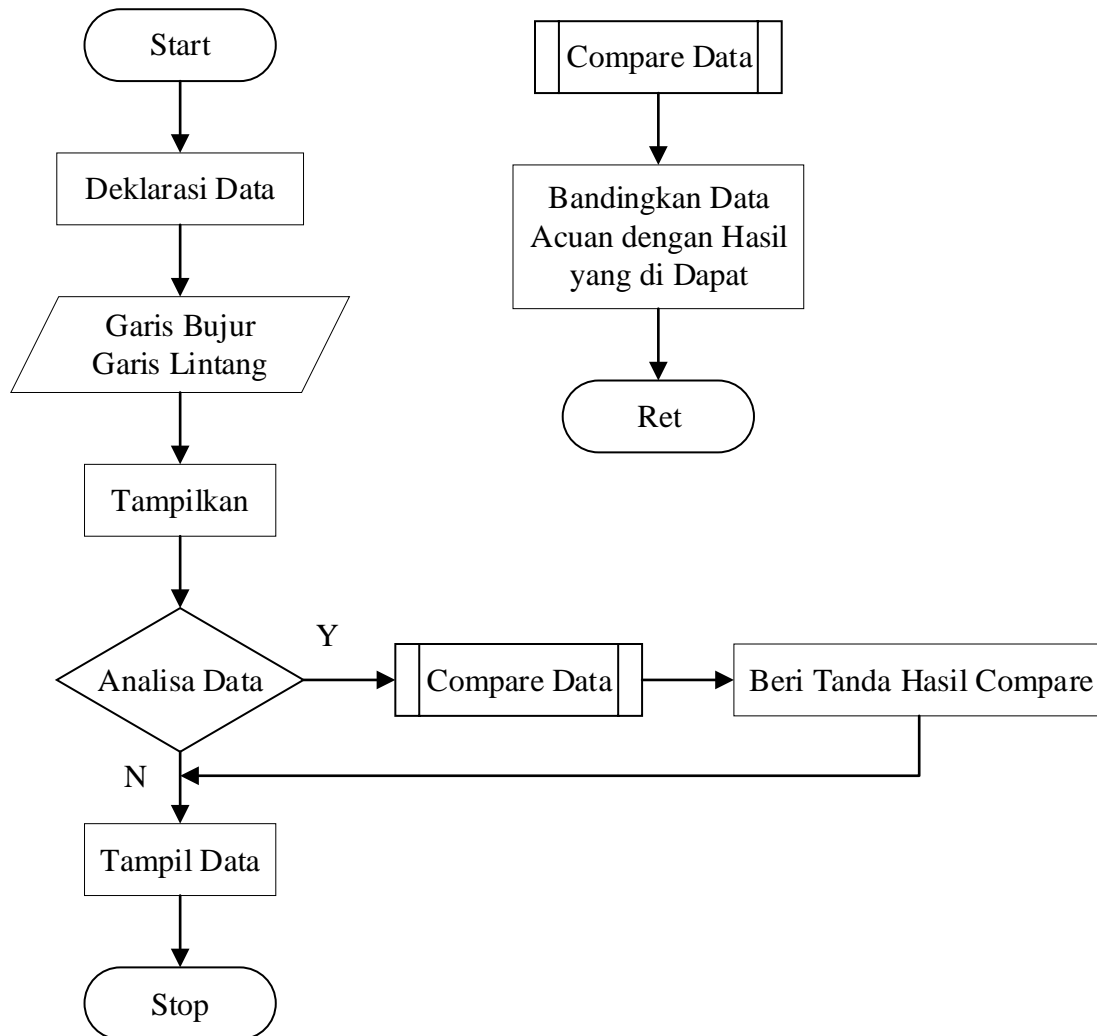 Start
Deklarasi Data
Garis Bujur
Garis Lintang
Tampilkan
Analisa Data
Y
Compare Data
Beri Tanda Hasil Compare
N
Tampil Data
Stop
Compare Data
Bandingkan Data
Acuan dengan Hasil
yang di Dapat
Ret